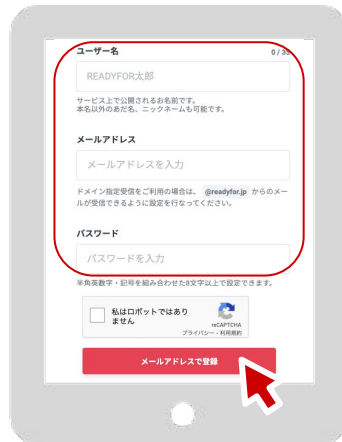 ユーザー名
0 / 35
READYFOR太郎
サービス上で公開されるお名前です。
本名以外のあだ名、ニックネームも可能です。
メールアドレス
メールアドレスを入力
ドメイン指定受信をご利用の場合は、 @readyfor.jp からのメー
ルが受信できるように設定を行なってください。
パスワード
パスワードを入力
半角英数字・記号を組み合わせた8文字以上で設定できます。
私はロボットではあり
ません
reCAPTCHA
プライバシー - 利用規約
メールアドレスで登録